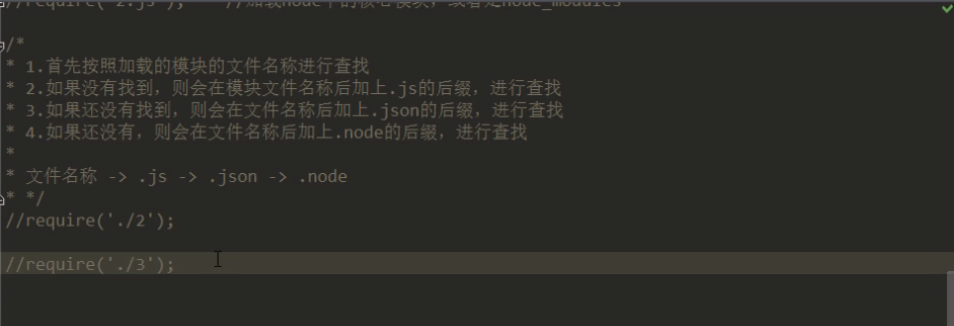 //require('2.js'); //加载node中的核心模块，或者是node_modules
/*
* 1.首先按照加载的模块的文件名称进行查找
* 2.如果没有找到，则会在模块文件名称后加上.js的后缀，进行查找
* 3.如果还没有找到，则会在文件名称后加上.json的后缀，进行查找
* 4.如果还没有，则会在文件名称后加上.node的后缀，进行查找
*
* 文件名称 -> .js -> .json -> .node
* */
//require('./2');
//require('./3');